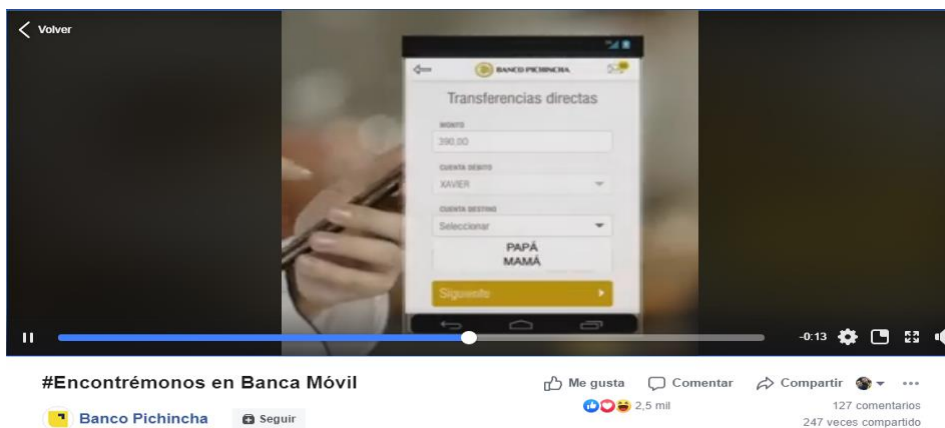 Volver
BANCO PICHINCHA
Transferencias directas
MONTO
390,00
CUENTA DÉBITO
XAVIER
CUENTA DESTINO
Seleccionar
PAPÁ
MAMÁ
Siguiente
-0:13
#Encontrémonos en Banca Móvil
Me gusta Comentar Compartir
Banco Pichincha Seguir
2,5 mil
127 comentarios
247 veces compartido